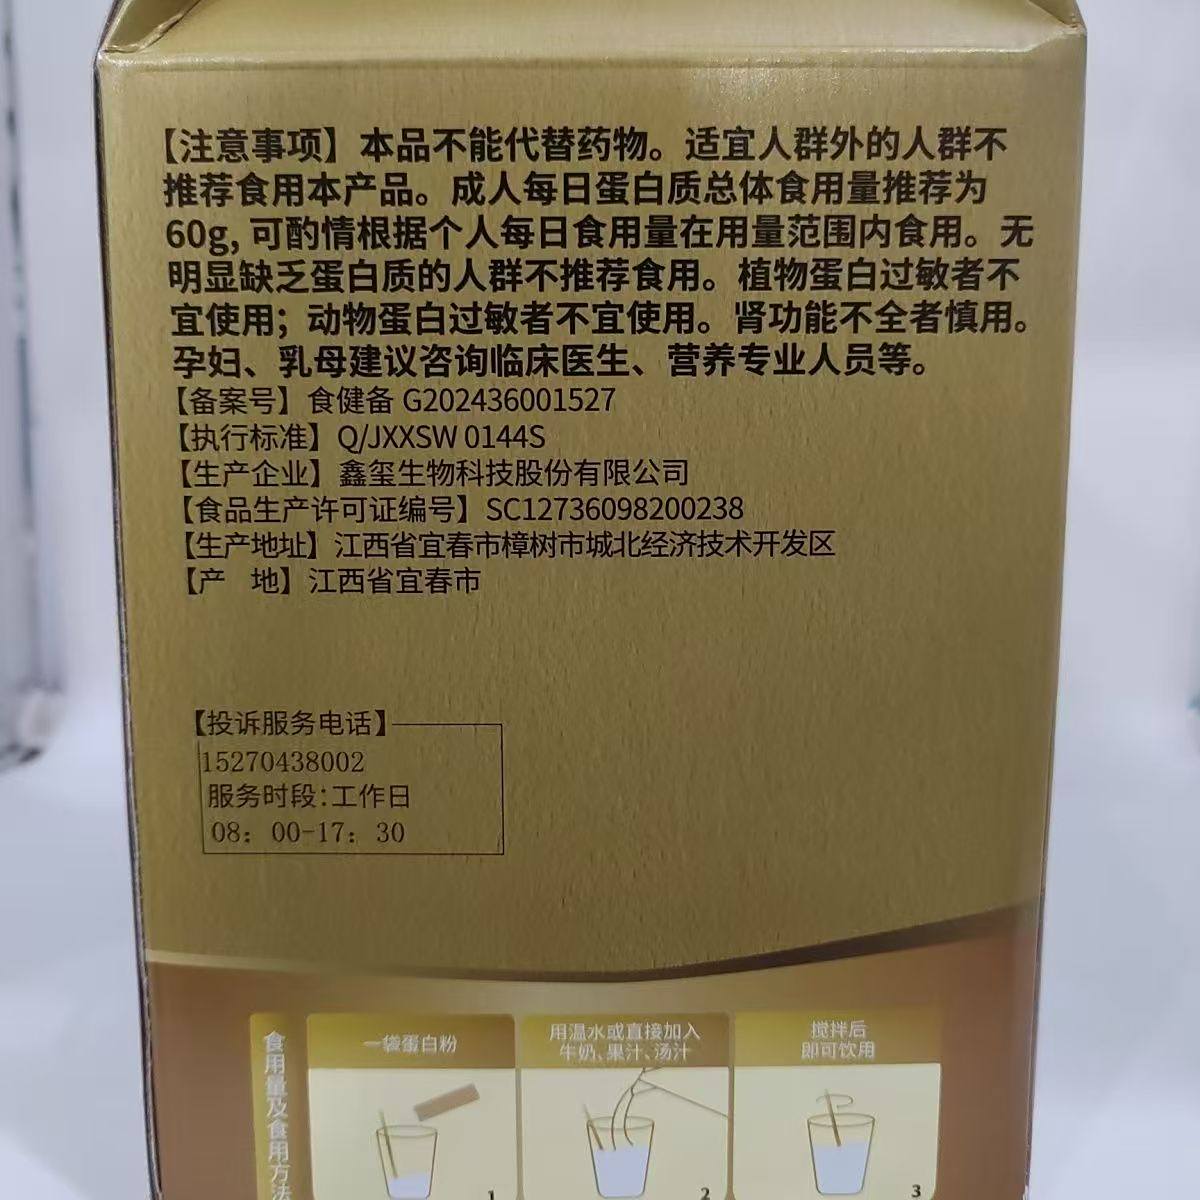 【注意事项】本品不能代替药物。适宜人群外的人群不
推荐食用本产品。成人每日蛋白质总体食用量推荐为
60g,可酌情根据个人每日食用量在用量范围内食用。无
明显缺乏蛋白质的人群不推荐食用。植物蛋白过敏者不
宜使用；动物蛋白过敏者不宜使用。肾功能不全者慎用。
孕妇、乳母建议咨询临床医生、营养专业人员等。
【备案号】食健备 G202436001527
【执行标准】Q/JXXSW 0144S
【生产企业】鑫玺生物科技股份有限公司
【食品生产许可证编号】SC12736098200238
【生产地址】江西省宜春市樟树市城北经济技术开发区
【产 地】江西省宜春市
【投诉服务电话】
15270438002
服务时段:工作日
08：00-17：30
食用量及食用方法
一袋蛋白粉
1
用温水或直接加入
牛奶、果汁、汤汁
2
搅拌后
即可饮用
3